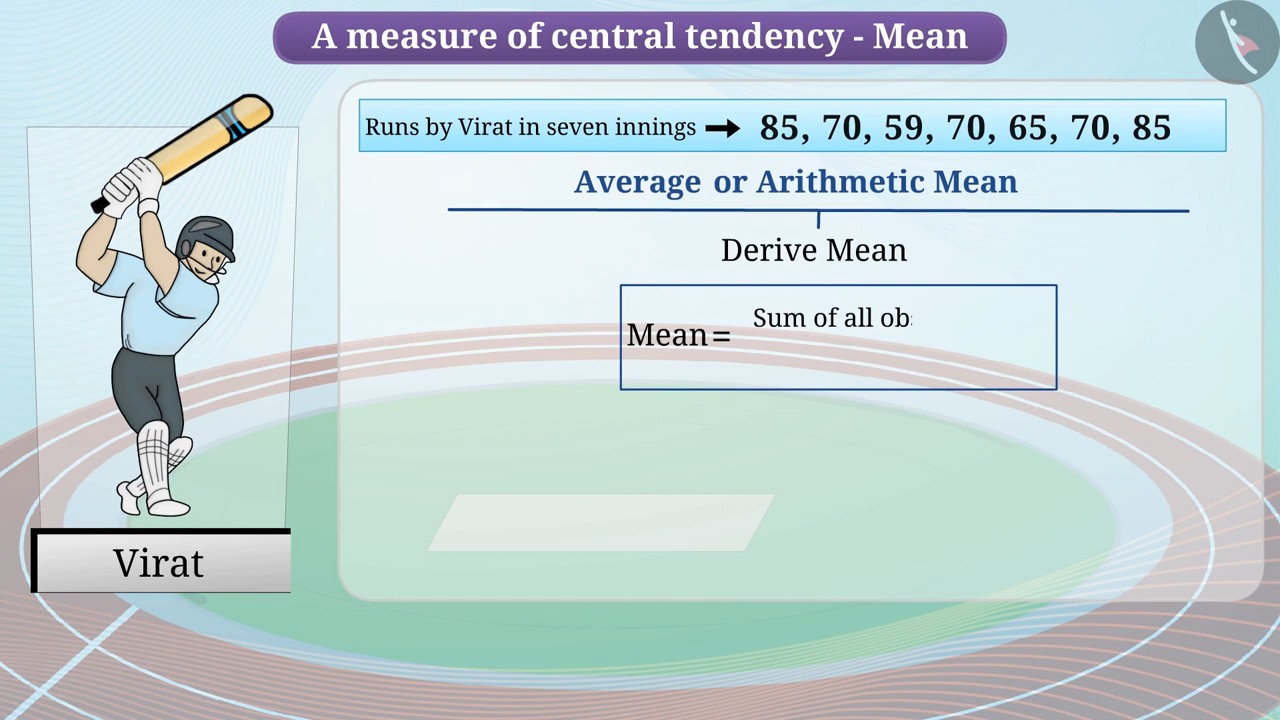 A measure of central tendency - Mean
Runs by Virat in seven innings → 85, 70, 59, 70, 65, 70, 85
Average or Arithmetic Mean
Derive Mean
Sum of all ob
Mean =
Virat